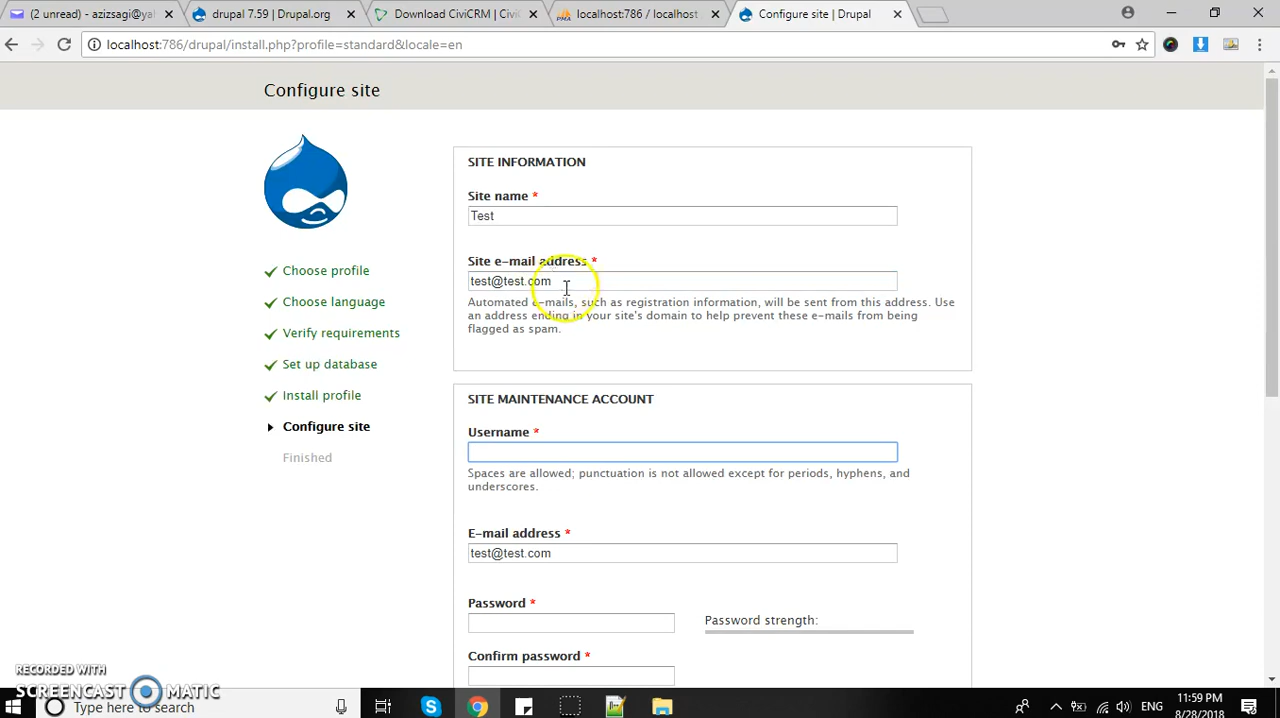 (2 unread) - azizsagi@ya
drupal 7.59 | Drupal.org
Download CiviCRM | Civi
localhost:786 / localhost
Configure site | Drupal
localhost:786/drupal/install.php?profile=standard&locale=en
Configure site
SITE INFORMATION
Site name *
Test
Site e-mail address *
test@test.com
Automated e-mails, such as registration information, will be sent from this address. Use
an address ending in your site's domain to help prevent these e-mails from being
flagged as spam.
Choose profile
Choose language
Verify requirements
Set up database
Install profile
Configure site
Finished
SITE MAINTENANCE ACCOUNT
Username *
Spaces are allowed; punctuation is not allowed except for periods, hyphens, and
underscores.
E-mail address *
test@test.com
Password *
Password strength:
Confirm password *
RECORDED WITH
SCREENCAST MATIC
Type here to search
ENG
11:59 PM
8/28/2018